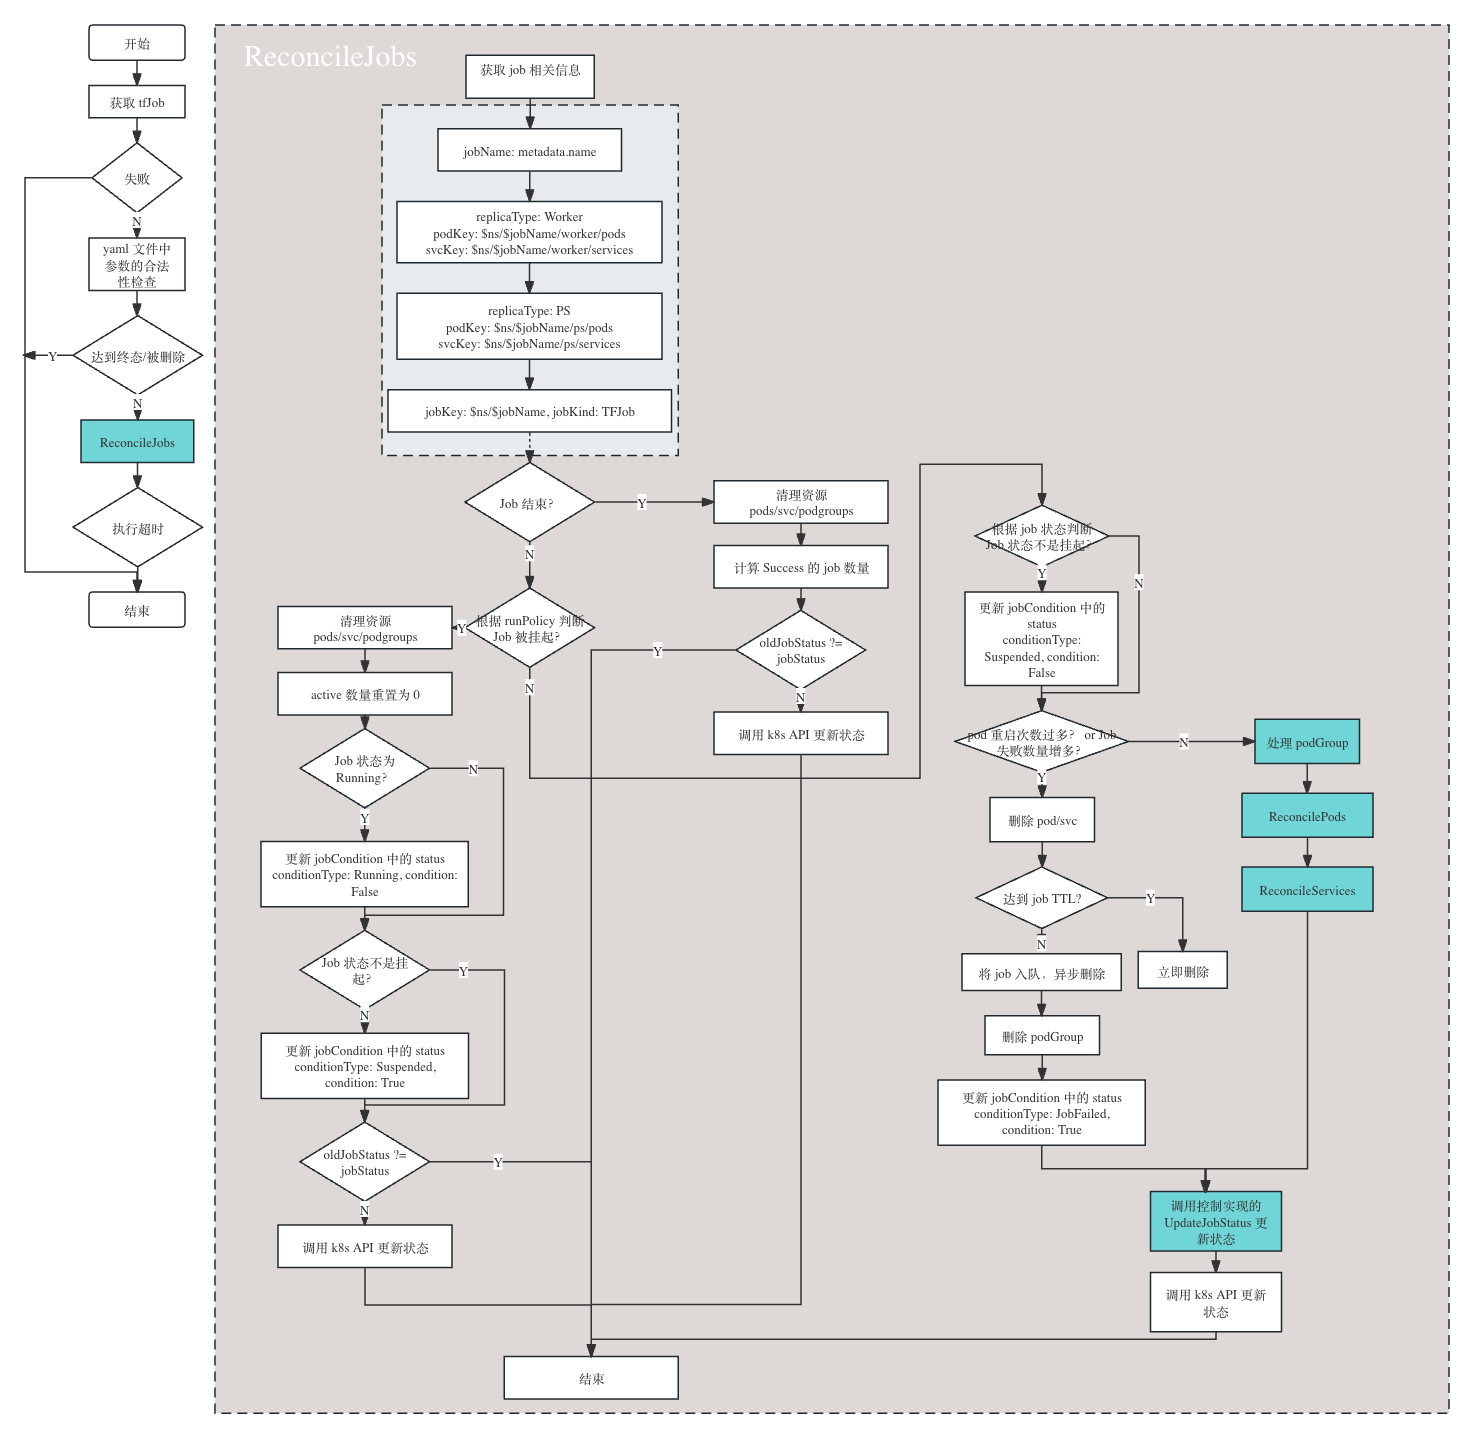 开始
获取 tfJob
失败
N
yaml 文件中
参数的合法
性检查
达到终态/被删除
Y
N
ReconcileJobs
执行超时
结束
ReconcileJobs
获取 job 相关信息
jobName: metadata.name
replicaType: Worker
podKey: $ns/$jobName/worker/pods
svcKey: $ns/$jobName/worker/services
replicaType: PS
podKey: $ns/$jobName/ps/pods
svcKey: $ns/$jobName/ps/services
jobKey: $ns/$jobName, jobKind: TFJob
Job 结束?
Y
N
清理资源
pods/svc/podgroups
计算 Success 的 job 数量
oldJobStatus ?=
jobStatus
Y
N
调用 k8s API 更新状态
根据 runPolicy 判断
Job 被挂起?
Y
N
清理资源
pods/svc/podgroups
active 数量重置为 0
Job 状态为
Running?
N
Y
更新 jobCondition 中的 status
conditionType: Running, condition:
False
Job 状态不是挂
起?
Y
N
更新 jobCondition 中的 status
conditionType: Suspended,
condition: True
oldJobStatus ?=
jobStatus
Y
N
调用 k8s API 更新状态
根据 job 状态判断
Job 状态不是挂起?
Y
N
更新 jobCondition 中的
status
conditionType:
Suspended, condition:
False
pod 重启次数过多? or Job
失败数量增多?
N
Y
处理 podGroup
ReconcilePods
ReconcileServices
删除 pod/svc
达到 job TTL?
Y
N
立即删除
将 job 入队，异步删除
删除 podGroup
更新 jobCondition 中的 status
conditionType: JobFailed,
condition: True
调用控制实现的
UpdateJobStatus 更
新状态
调用 k8s API 更新
状态
结束